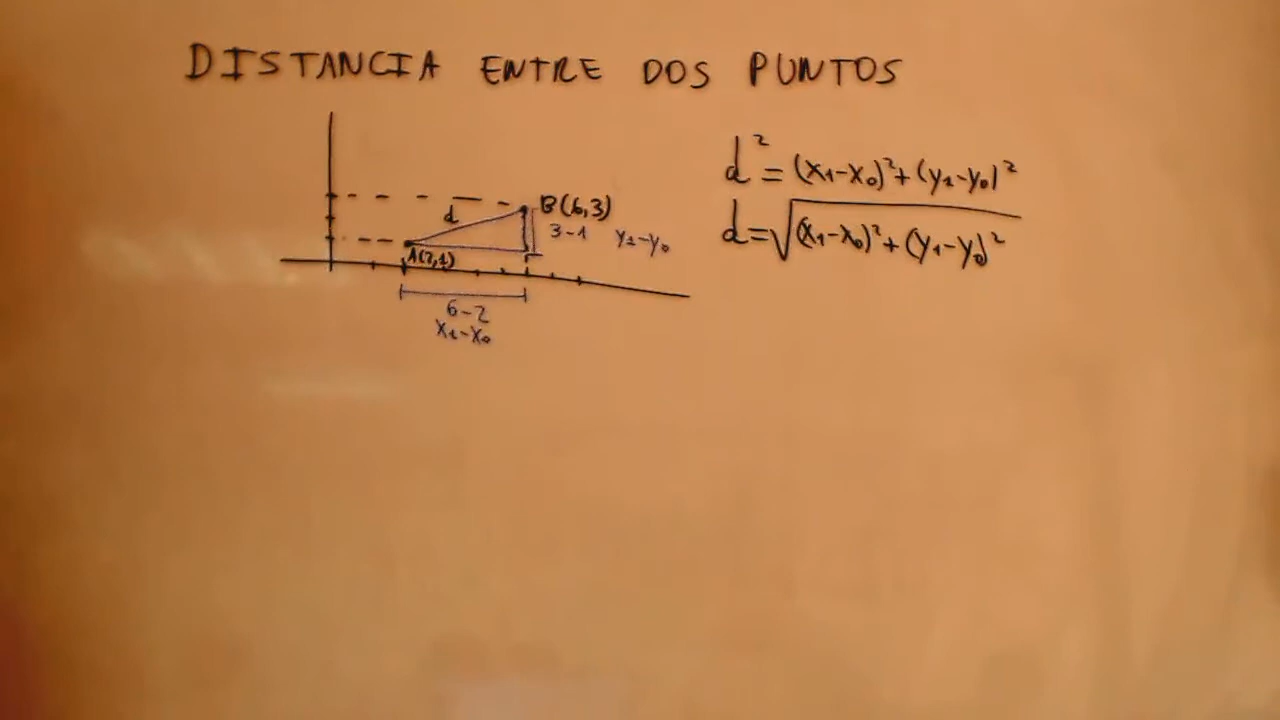 DISTANCIA ENTRE DOS PUNTOS
d² = (x₁-x₀)²+(y₁-y₀)²
d=√(x₁-x₀)²+(y₁-y₀)²
d
B(6,3)
3-1 y₁-y₀
A(2,1)
6-2
x₁-x₀